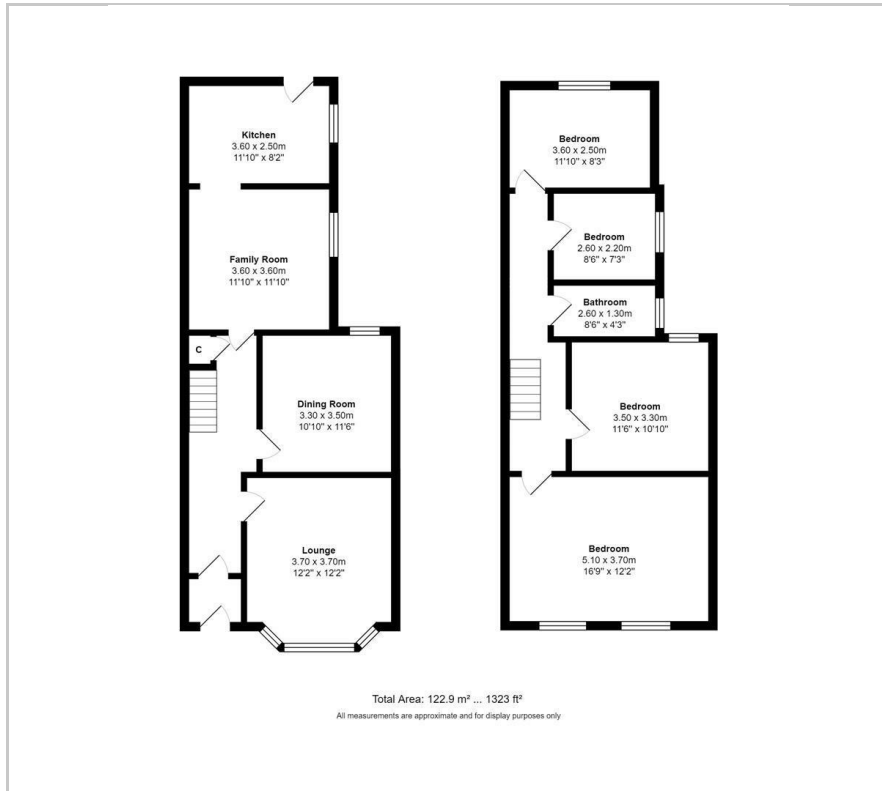 Kitchen
3.60 x 2.50m
11'10" x 8'2"
Family Room
3.60 x 3.60m
11'10" x 11'10"
C
Dining Room
3.30 x 3.50m
10'10" x 11'6"
Lounge
3.70 x 3.70m
12'2" x 12'2"
Bedroom
3.60 x 2.50m
11'10" x 8'3"
Bedroom
2.60 x 2.20m
8'6" x 7'3"
Bathroom
2.60 x 1.30m
8'6" x 4'3"
Bedroom
3.50 x 3.30m
11'6" x 10'10"
Bedroom
5.10 x 3.70m
16'9" x 12'2"
Total Area: 122.9 m² ... 1323 ft²
All measurements are approximate and for display purposes only